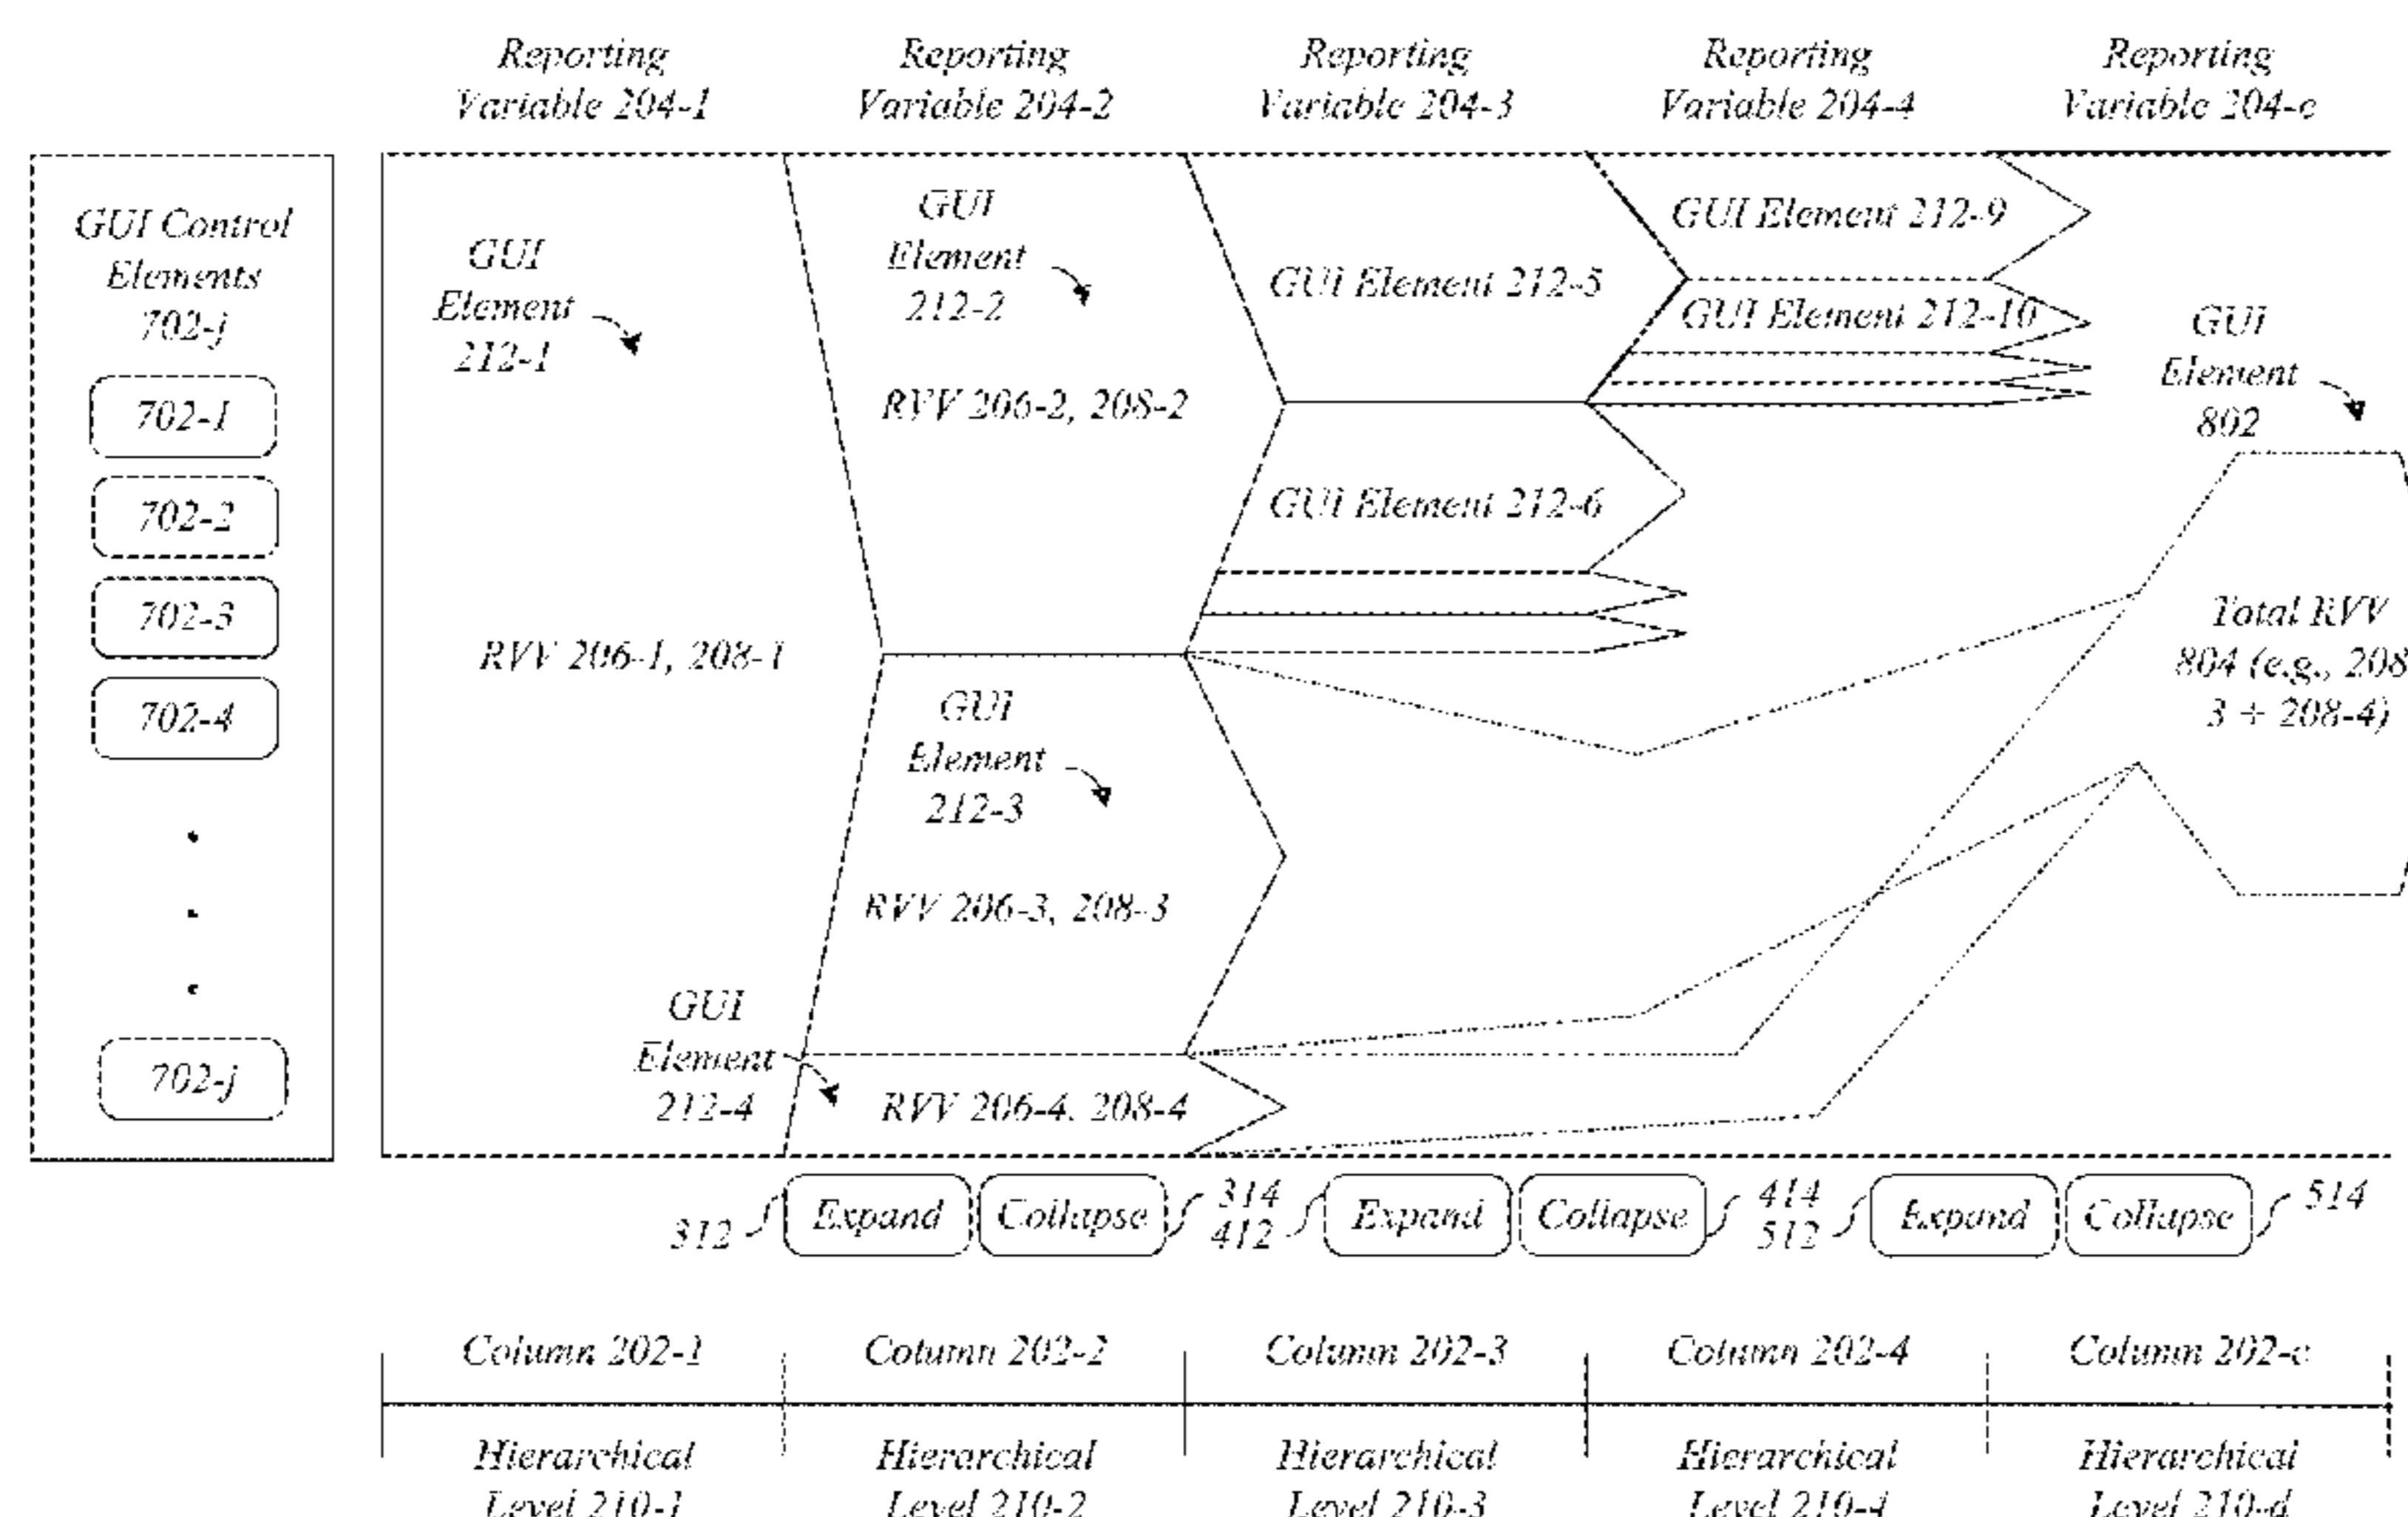 Reporting
Variable 204-1
Reporting
Variable 204-2
Reporting
Variable 204-3
Reporting
Variable 204-4
Reporting
Variable 204-c
GUI Control
Elements
702-j
702-1
702-2
702-3
702-4
702-j
GUI
Element
212-1
RVV 206-1, 208-1
GUI
Element
212-2
RVV 206-2, 208-2
GUI
Element
212-3
RVV 206-3, 208-3
GUI
Element
212-4
RVV 206-4, 208-4
GUI Element 212-5
GUI Element 212-6
GUI Element 212-9
GUI Element 212-10
GUI
Element
802
Total RVV
804 (e.g., 208
3 + 208-4)
312
Expand
Collapse
314
412
Expand
Collapse
414
512
Expand
Collapse
514
Column 202-1
Column 202-2
Column 202-3
Column 202-4
Column 202-c
Hierarchical
Level 210-1
Hierarchical
Level 210-2
Hierarchical
Level 210-3
Hierarchical
Level 210-4
Hierarchical
Level 210-d